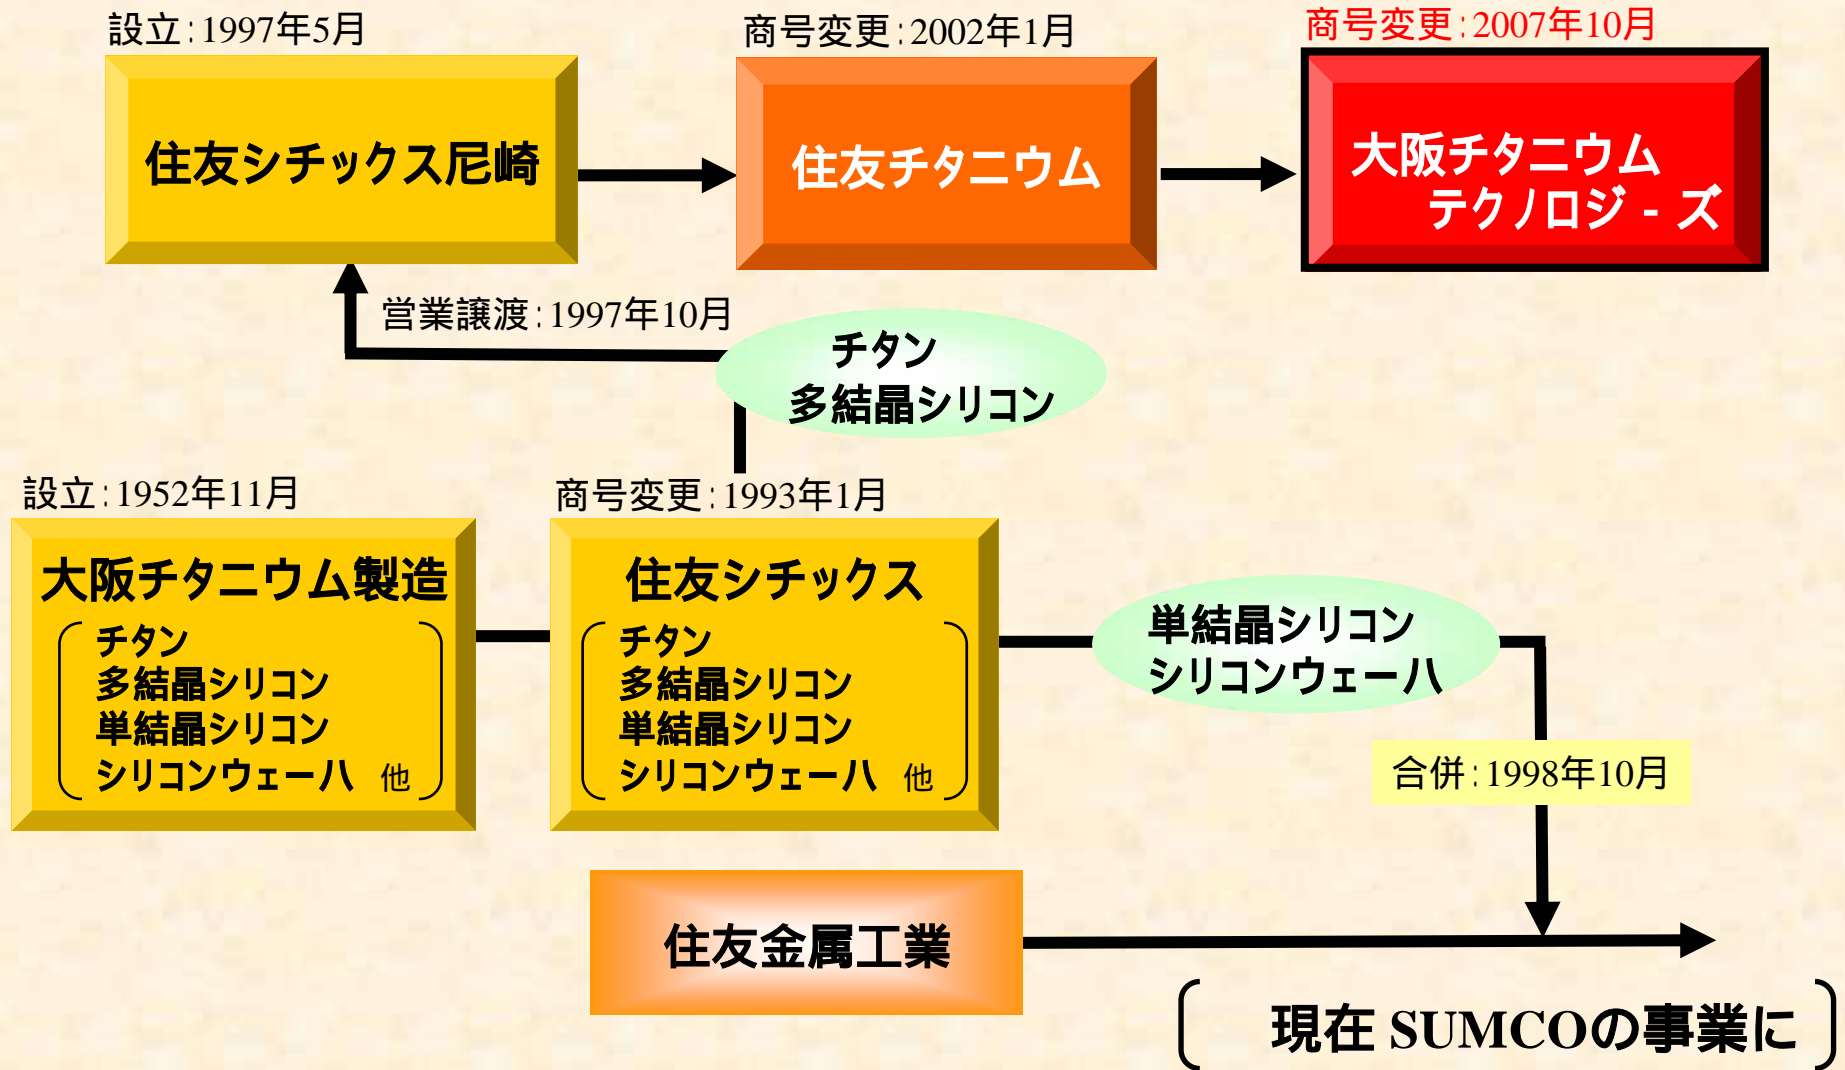 設立:1997年5月
住友シチックス尼崎
商号変更:2002年1月
住友チタニウム
商号変更:2007年10月
大阪チタニウム
テクノロジ-ズ
営業譲渡:1997年10月
チタン
多結晶シリコン
設立:1952年11月
大阪チタニウム製造
チタン
多結晶シリコン
単結晶シリコン
シリコンウェーハ 他
商号変更:1993年1月
住友シチックス
チタン
多結晶シリコン
単結晶シリコン
シリコンウェーハ 他
単結晶シリコン
シリコンウェーハ
合併:1998年10月
住友金属工業
現在 SUMCOの事業に